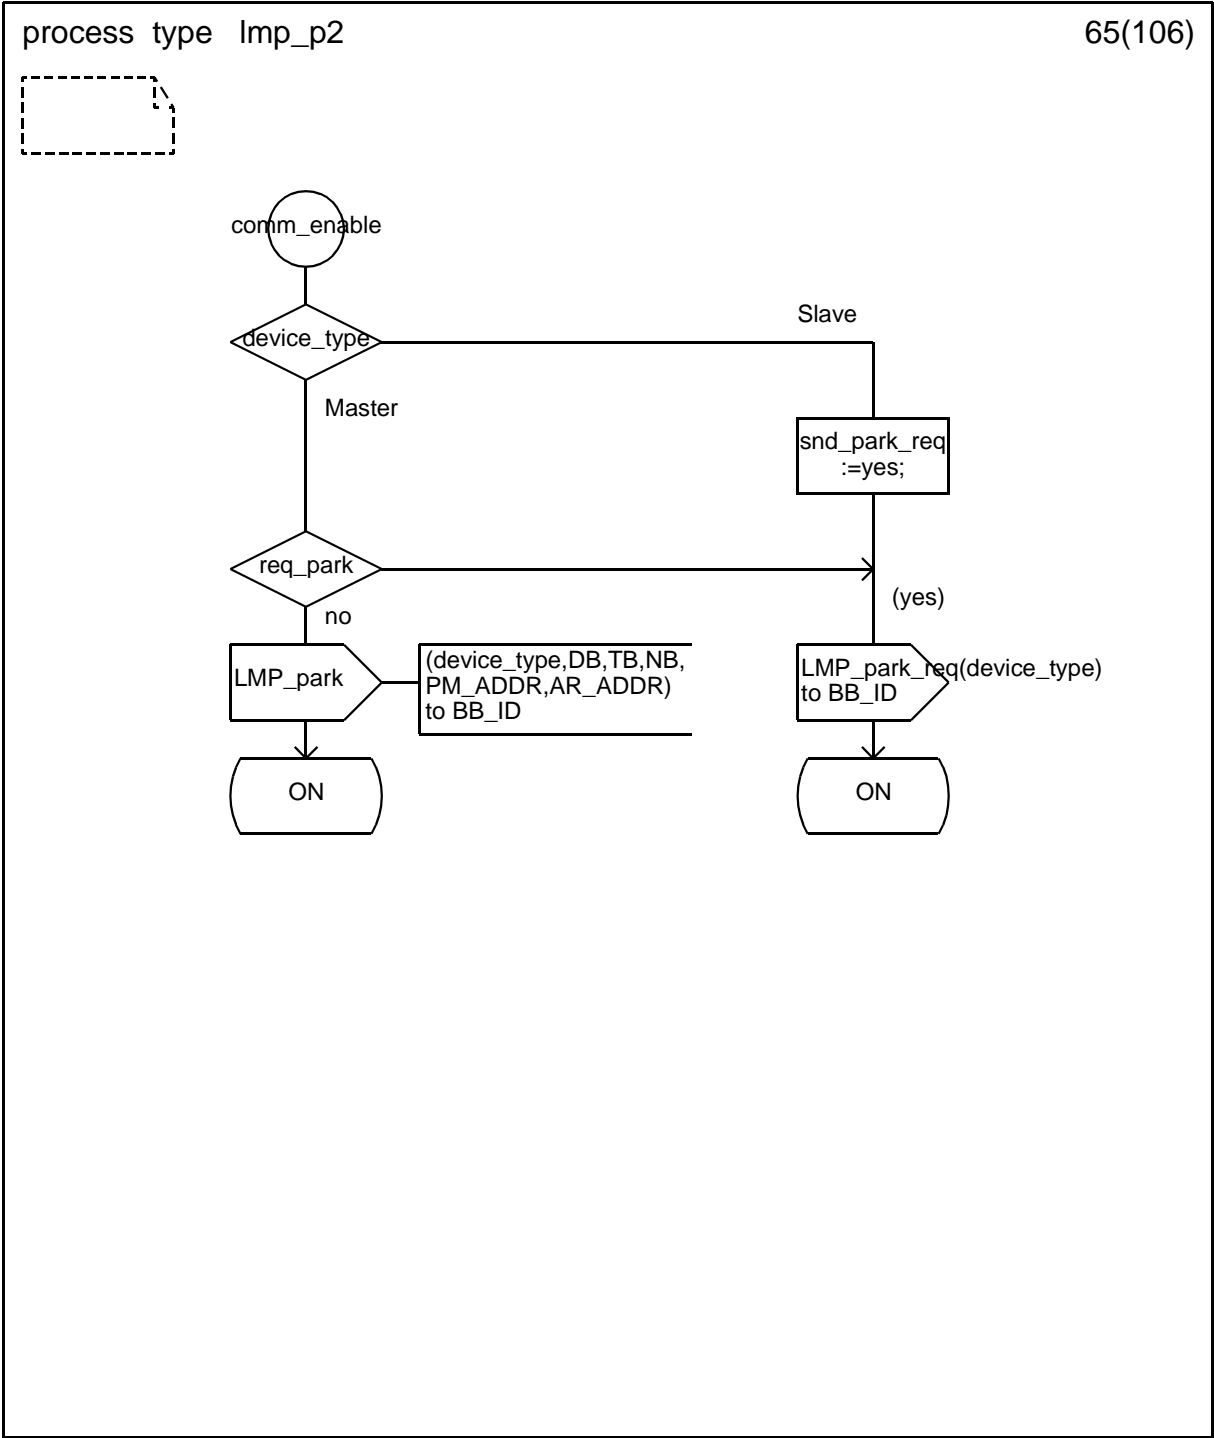 process type lmp_p2
65(106)
comm_enable
device_type
Slave
Master
snd_park_req
:=yes;
req_park
(yes)
no
LMP_park
(device_type,DB,TB,NB,
PM_ADDR,AR_ADDR)
to BB_ID
LMP_park_req(device_type)
to BB_ID
ON
ON